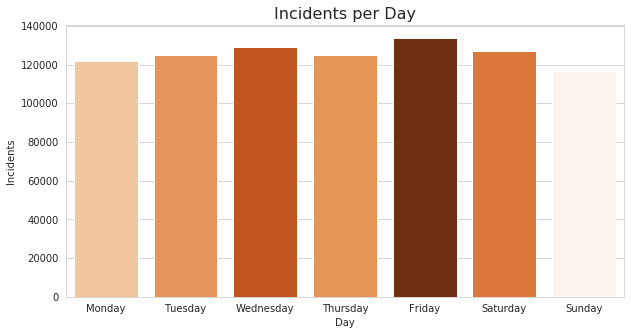 Incidents per Day
140000
120000
100000
80000
60000
40000
20000
0
Incidents
Monday Tuesday Wednesday Thursday Friday Saturday Sunday
Day